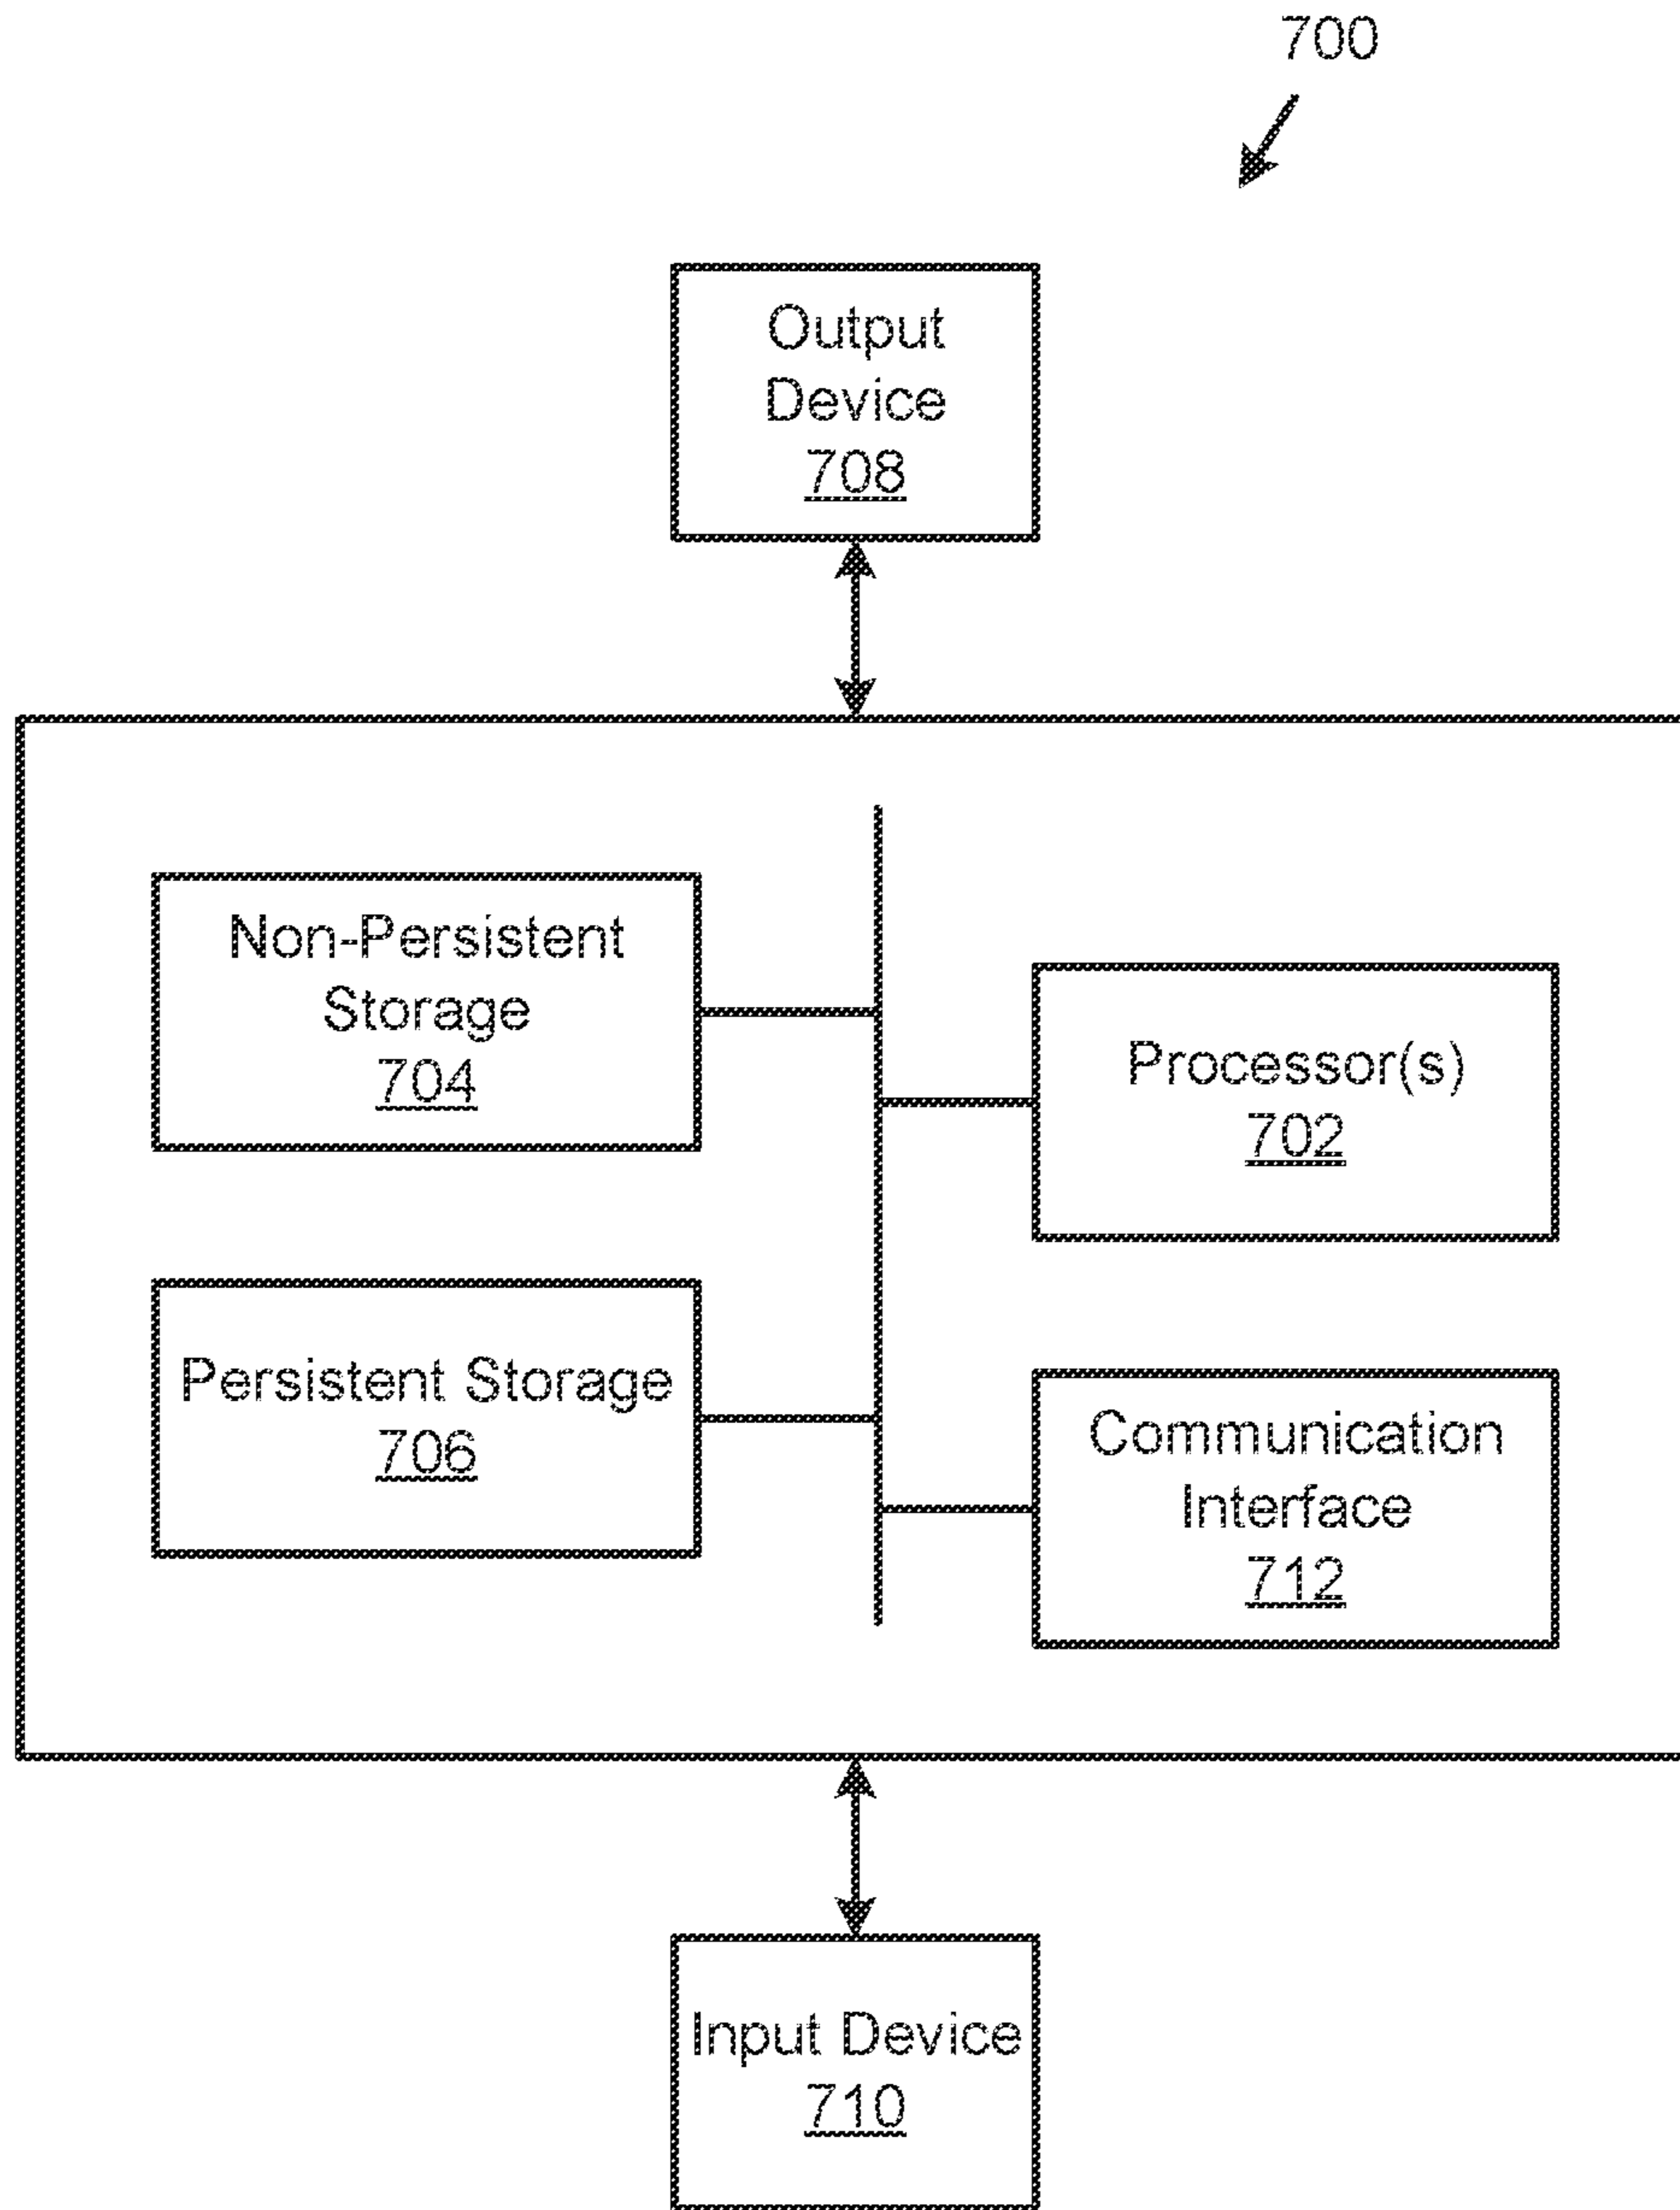 700
Output
Device
708
Non-Persistent
Storage
704
Processor(s)
702
Persistent Storage
706
Communication
Interface
712
Input Device
710